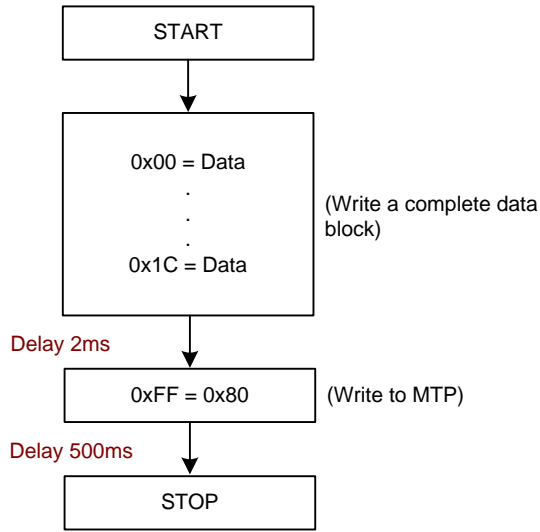 START
0x00 = Data
.
.
.
0x1C = Data
(Write a complete data
block)
Delay 2ms
0xFF = 0x80
(Write to MTP)
Delay 500ms
STOP